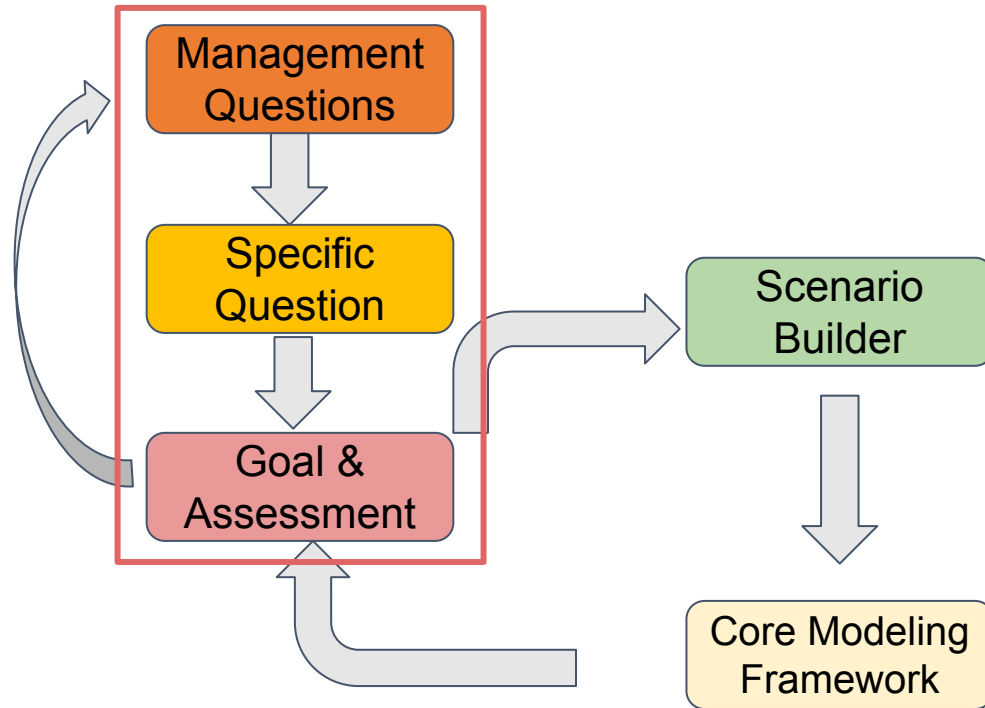 Management
Questions
Specific
Question
Goal &
Assessment
Scenario
Builder
Core Modeling
Framework